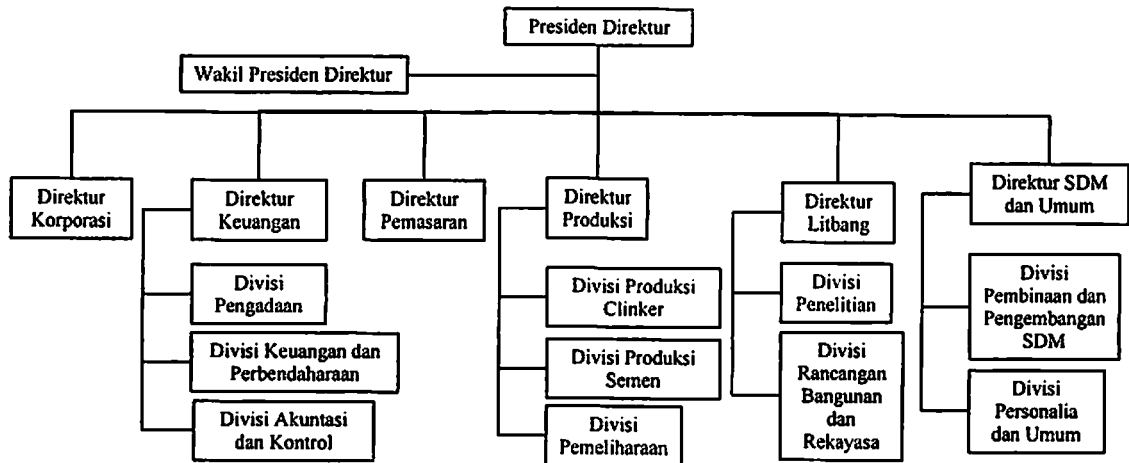 Presiden Direktur
Wakil Presiden Direktur
Direktur
Korporasi
Direktur
Keuangan
Direktur
Pemasaran
Direktur
Produksi
Direktur
Litbang
Direktur SDM
dan Umum
Divisi
Pengadaan
Divisi Keuangan dan
Perbendaharaan
Divisi Akuntasi
dan Kontrol
Divisi Produksi
Clinker
Divisi Produksi
Semen
Divisi
Pemeliharaan
Divisi
Penelitian
Divisi
Rancangan
Bangunan
dan
Rekayasa
Divisi
Pembinaan dan
Pengembangan
SDM
Divisi
Personalia
dan Umum